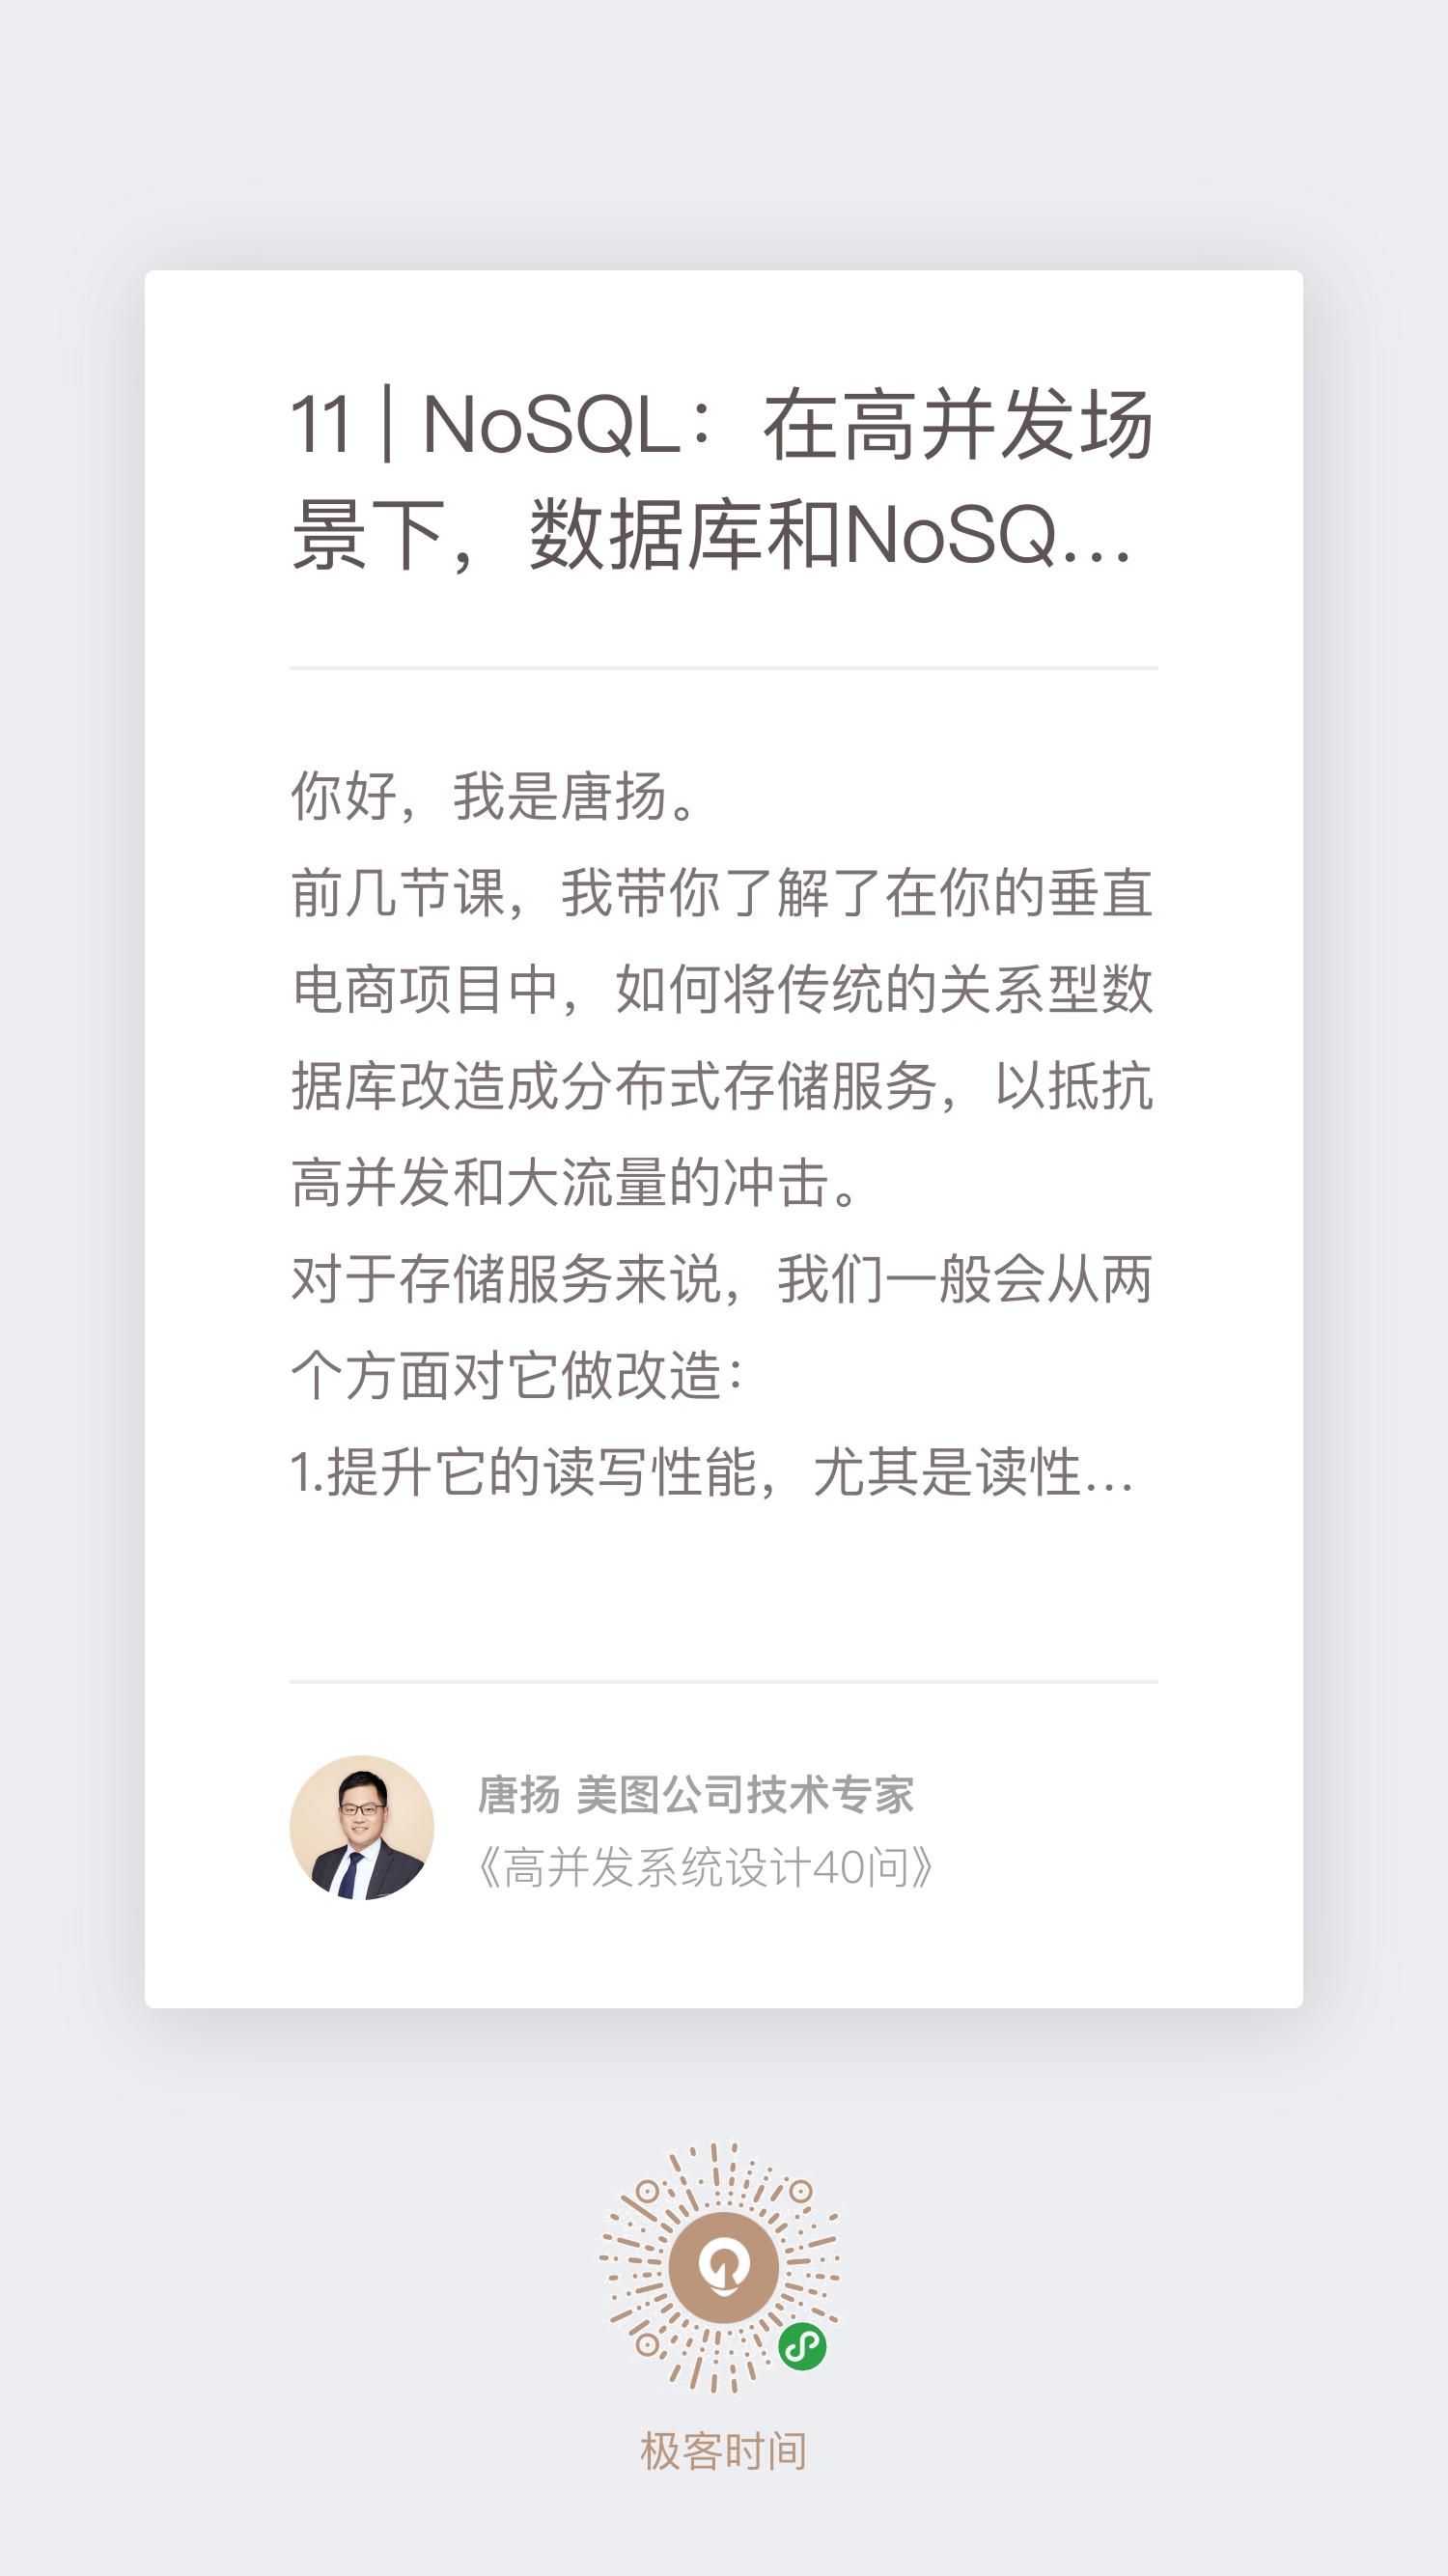 11 | NoSQL：在高并发场
景下，数据库和NoSQ...
你好，我是唐扬。
前几节课，我带你了解了在你的垂直
电商项目中，如何将传统的关系型数
据库改造成分布式存储服务，以抵抗
高并发和大流量的冲击。
对于存储服务来说，我们一般会从两
个方面对它做改造：
1.提升它的读写性能，尤其是读性...
唐扬 美图公司技术专家
《高并发系统设计40问》
极客时间